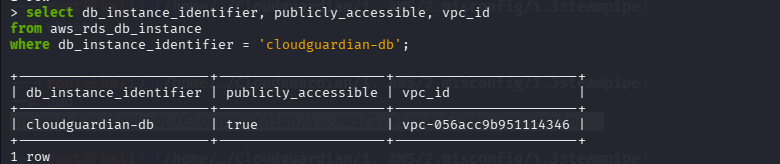 > select db_instance_identifier, publicly_accessible, vpc_id
from aws_rds_db_instance
where db_instance_identifier = 'cloudguardian-db';
+------------------------+---------------------+-----------------------+
| db_instance_identifier | publicly_accessible | vpc_id                |
+------------------------+---------------------+-----------------------+
| cloudguardian-db       | true                | vpc-056acc9b951114346 |
+------------------------+---------------------+-----------------------+
1 row